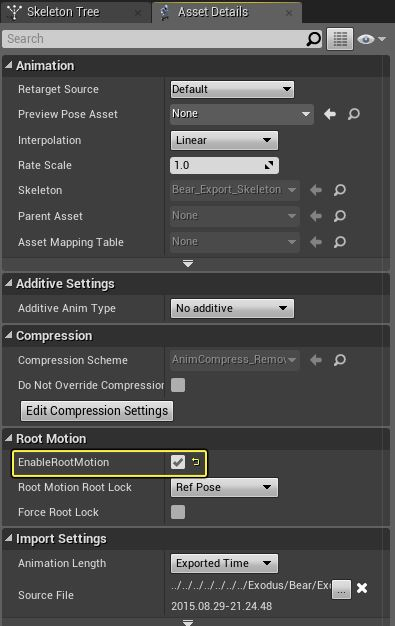 Skeleton Tree
Asset Details
Search
Animation
Retarget Source Default
Preview Pose Asset None
Interpolation Linear
Rate Scale 1.0
Skeleton Bear_Export_Skeleton
Parent Asset None
Asset Mapping Table None
Additive Settings
Additive Anim Type No additive
Compression
Compression Scheme AnimCompress_Remov
Do Not Override Compression
Edit Compression Settings
Root Motion
EnableRootMotion
Root Motion Root Lock Ref Pose
Force Root Lock
Import Settings
Animation Length Exported Time
Source File ../../../../../../Exodus/Bear/Exo ...
2015.08.29-21.24.48